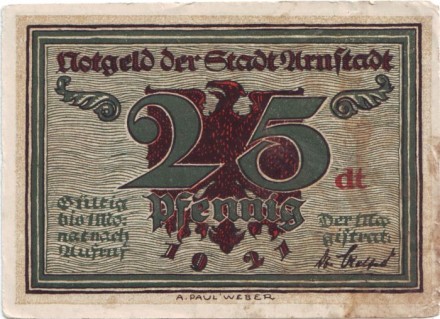 Notgeld der Stadt Arnstadt
25
dt
Pfennig
Gültig
bis 1 Mo=
nat nach
Aufruf
Der Ma=
gistrat:
1921
A. PAUL WEBER